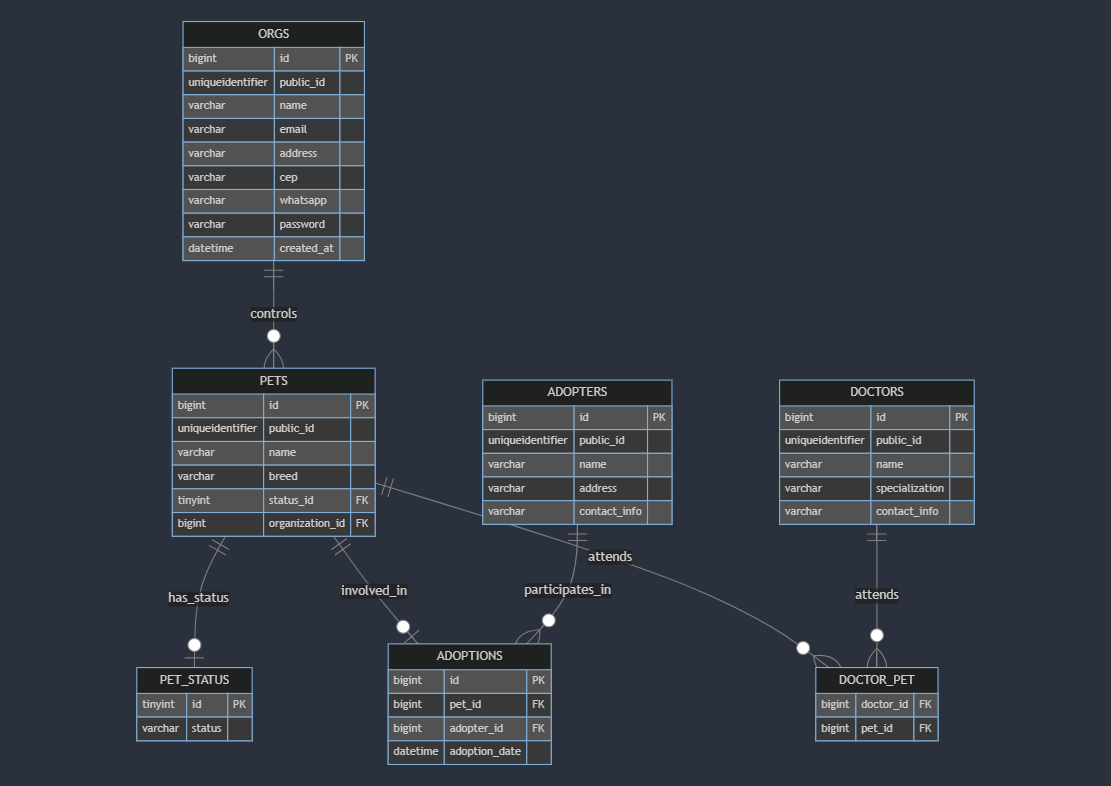 ORGS
bigint id PK
uniqueidentifier public_id
varchar name
varchar email
varchar address
varchar cep
varchar whatsapp
varchar password
datetime created_at
controls
PETS
bigint id PK
uniqueidentifier public_id
varchar name
varchar breed
tinyint status_id FK
bigint organization_id FK
ADOPTERS
bigint id PK
uniqueidentifier public_id
varchar name
varchar address
varchar contact_info
DOCTORS
bigint id PK
uniqueidentifier public_id
varchar name
varchar specialization
varchar contact_info
has_status
involved_in
participates_in
attends
attends
PET_STATUS
tinyint id PK
varchar status
ADOPTIONS
bigint id PK
bigint pet_id FK
bigint adopter_id FK
datetime adoption_date
DOCTOR_PET
bigint doctor_id FK
bigint pet_id FK